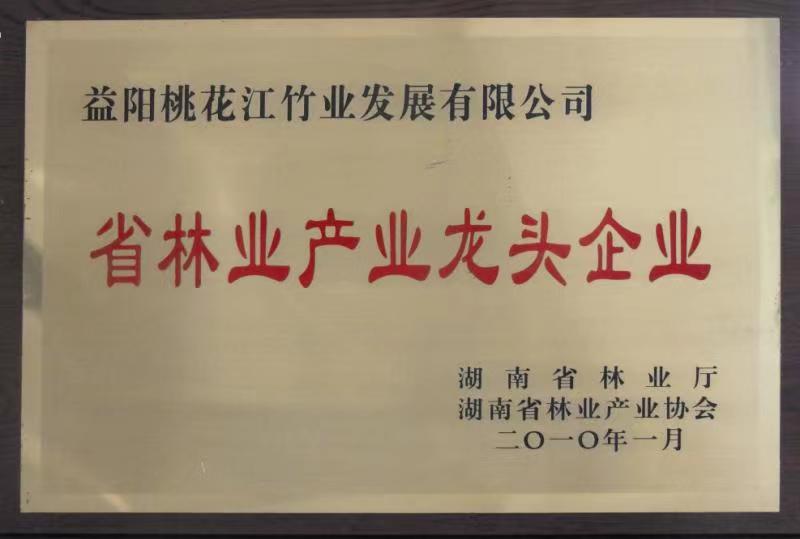 益阳桃花江竹业发展有限公司
省林业产业龙头企业
湖南省林业厅
湖南省林业产业协会
二〇一〇年一月